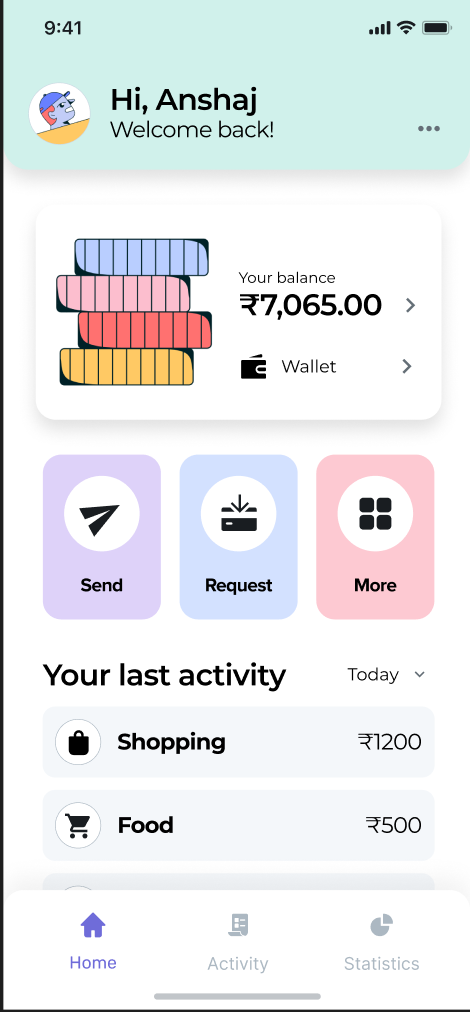 9:41
Hi, Anshaj
Welcome back!
Your balance
₹7,065.00
Wallet
Send
Request
More
Your last activity
Today
Shopping
₹1200
Food
₹500
Home
Activity
Statistics